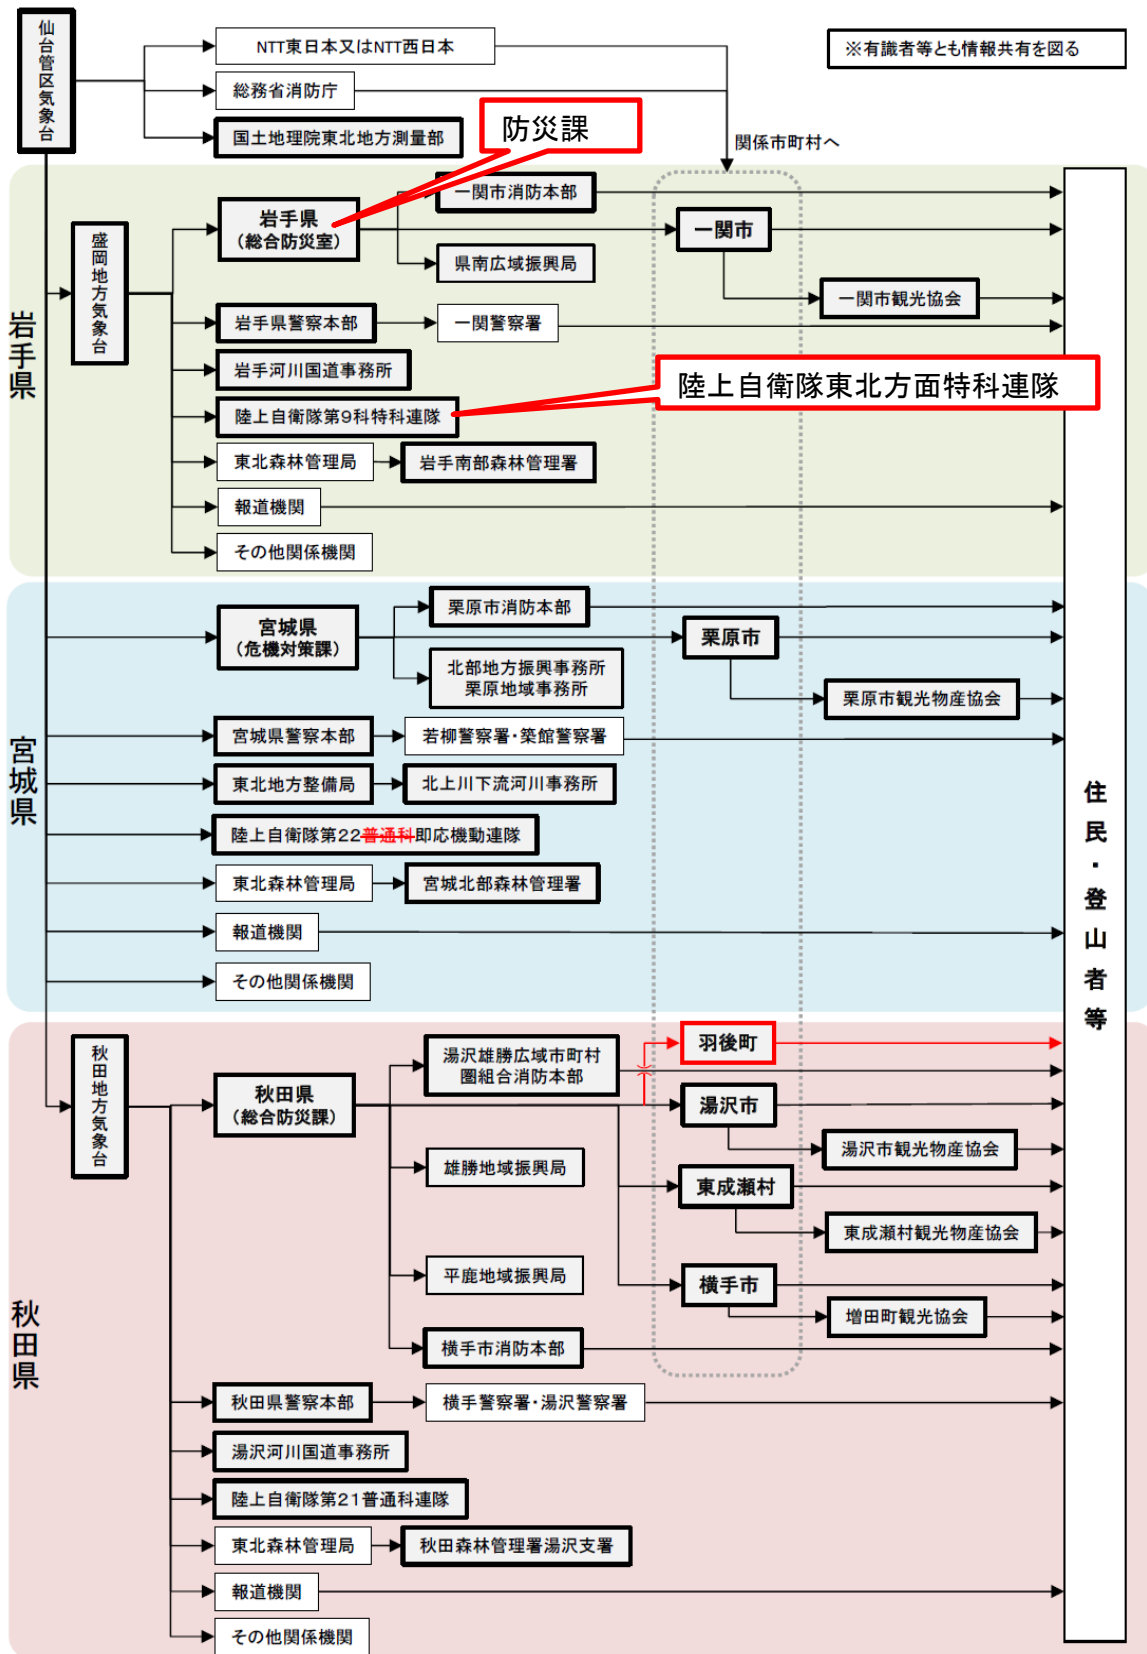 仙台管区気象台
NTT東日本又はNTT西日本
※有識者等とも情報共有を図る
総務省消防庁
防災課
国土地理院東北地方測量部
関係市町村へ
岩手県
盛岡地方気象台
岩手県
(総合防災室)
一関市消防本部
一関市
県南広域振興局
一関市観光協会
岩手県警察本部
一関警察署
岩手河川国道事務所
陸上自衛隊東北方面特科連隊
陸上自衛隊第9科特科連隊
東北森林管理局
岩手南部森林管理署
報道機関
その他関係機関
宮城県
宮城県
(危機対策課)
栗原市消防本部
栗原市
北部地方振興事務所
栗原地域事務所
栗原市観光物産協会
宮城県警察本部
若柳警察署・築館警察署
東北地方整備局
北上川下流河川事務所
陸上自衛隊第22普通科即応機動連隊
東北森林管理局
宮城北部森林管理署
報道機関
その他関係機関
住民・登山者等
秋田県
秋田地方気象台
秋田県
(総合防災課)
湯沢雄勝広域市町村
圏組合消防本部
羽後町
湯沢市
湯沢市観光物産協会
雄勝地域振興局
東成瀬村
東成瀬村観光物産協会
平鹿地域振興局
横手市
増田町観光協会
横手市消防本部
秋田県警察本部
横手警察署・湯沢警察署
湯沢河川国道事務所
陸上自衛隊第21普通科連隊
東北森林管理局
秋田森林管理署湯沢支署
報道機関
その他関係機関